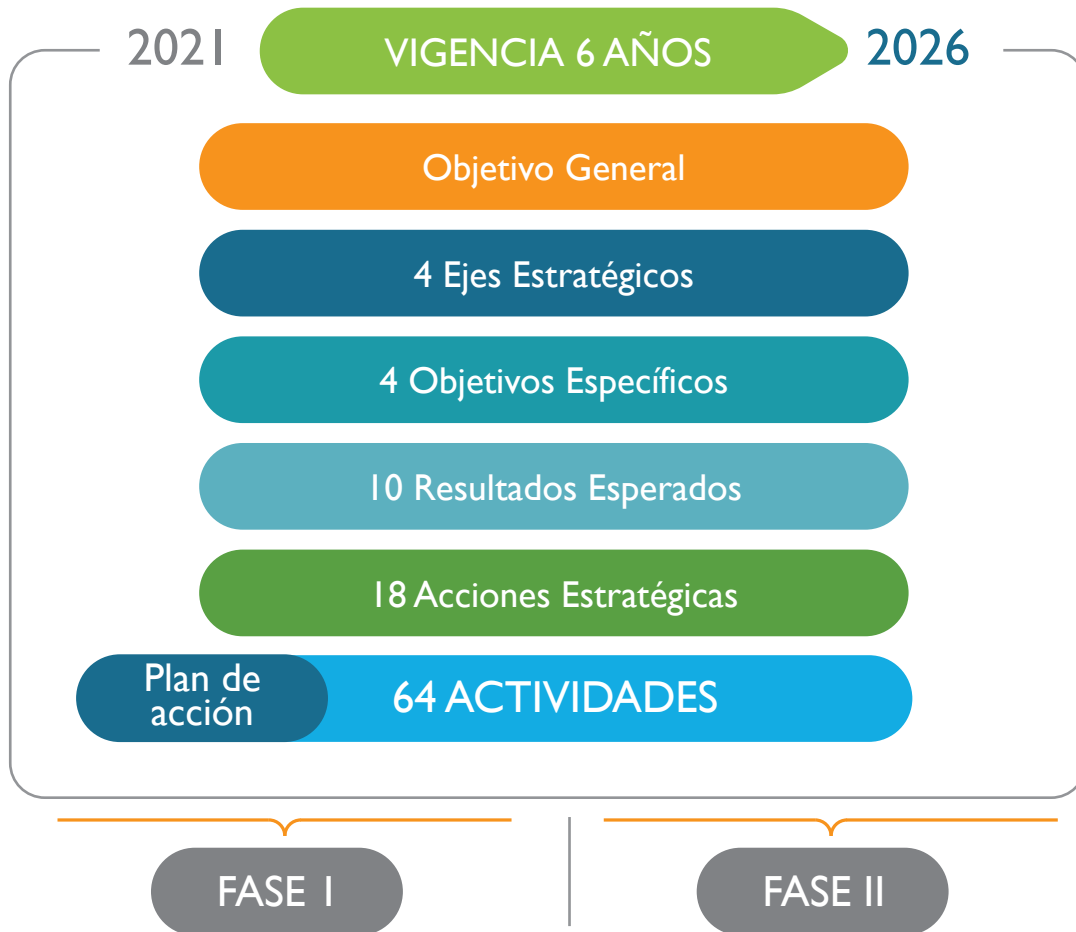 2021
VIGENCIA 6 AÑOS
2026
Objetivo General
4 Ejes Estratégicos
4 Objetivos Específicos
10 Resultados Esperados
18 Acciones Estratégicas
Plan de
acción
64 ACTIVIDADES
FASE I
FASE II